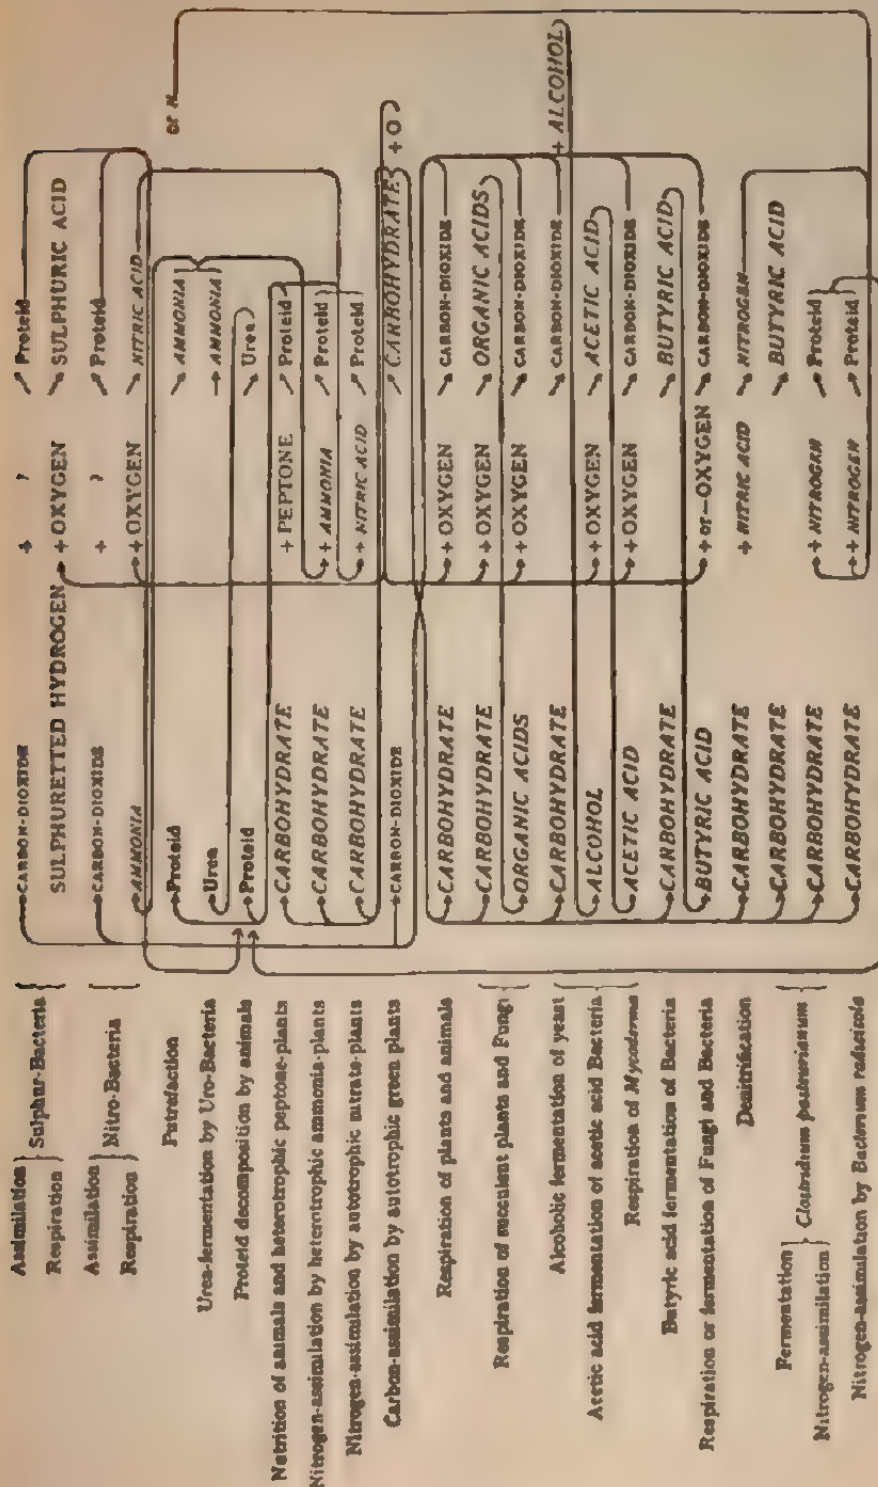 Assimilation } Sulphur-Bacteria { CARBON-DIOXIDE + ? Proteid
Respiration SULPHURETTED HYDROGEN + OXYGEN SULPHURIC ACID
Assimilation } Nitro-Bacteria { CARBON-DIOXIDE + ? Proteid
Respiration AMMONIA + OXYGEN NITRIC ACID
or N
Putrefaction Proteid AMMONIA
Urea-fermentation by Uro-Bacteria Urea AMMONIA
Proteid decomposition by animals Proteid Urea
Nutrition of animals and heterotrophic peptone-plants CARBOHYDRATE + PEPTONE Proteid
Nitrogen-assimilation by heterotrophic ammonia-plants CARBOHYDRATE + AMMONIA Proteid
Nitrogen-assimilation by autotrophic nitrate-plants CARBOHYDRATE + NITRIC ACID Proteid
Carbon-assimilation by autotrophic green plants CARBON-DIOXIDE CARBOHYDRATES + O
Respiration of plants and animals CARBOHYDRATE + OXYGEN CARBON-DIOXIDE
Respiration of succulent plants and Fungi { CARBOHYDRATE + OXYGEN ORGANIC ACIDS
ORGANIC ACIDS + OXYGEN CARBON-DIOXIDE
Alcoholic fermentation of yeast CARBOHYDRATE CARBON-DIOXIDE + ALCOHOL
Acetic acid fermentation of acetic acid Bacteria ALCOHOL + OXYGEN ACETIC ACID
Respiration of Mycoderma ACETIC ACID + OXYGEN CARBON-DIOXIDE
Butyric acid fermentation of Bacteria CARBOHYDRATE BUTYRIC ACID
Respiration or fermentation of Fungi and Bacteria BUTYRIC ACID + or − OXYGEN CARBON-DIOXIDE
Denitrification CARBOHYDRATE + NITRIC ACID NITROGEN
Fermentation } Clostridium pasteurianum { CARBOHYDRATE BUTYRIC ACID
Nitrogen-assimilation CARBOHYDRATE + NITROGEN Proteid
Nitrogen-assimilation by Bacterium radicicola CARBOHYDRATE + NITROGEN Proteid